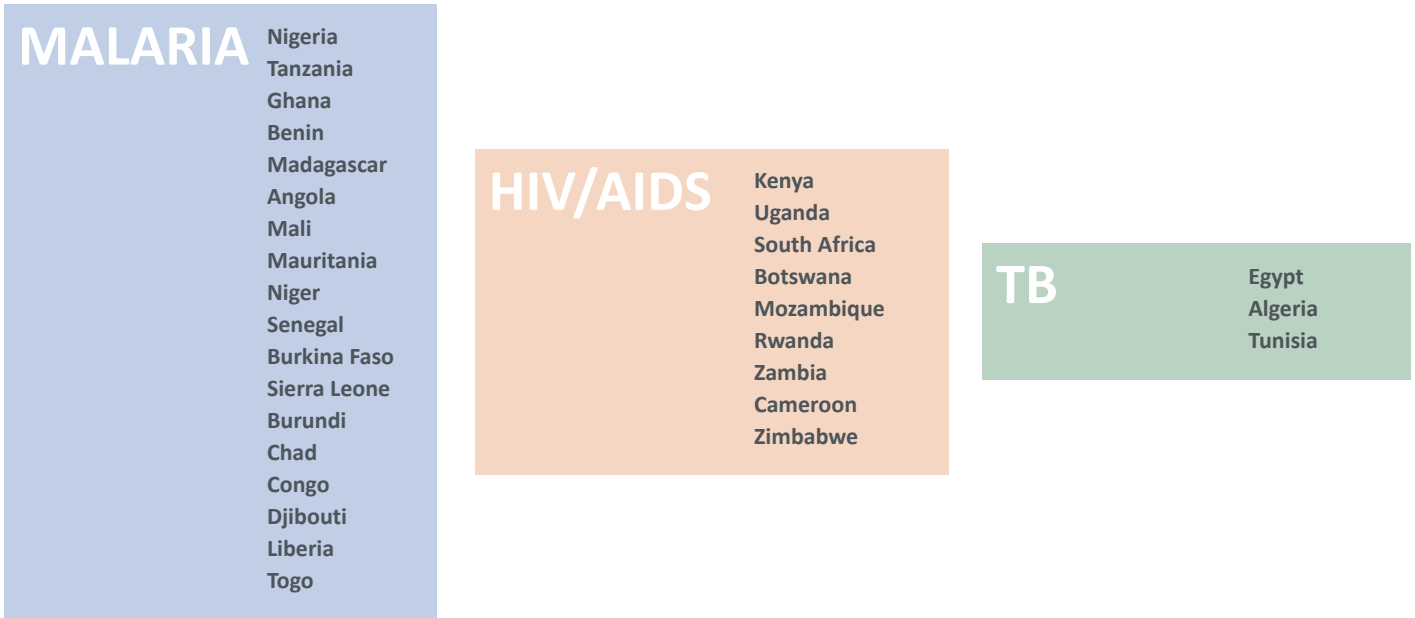 MALARIA
Nigeria
Tanzania
Ghana
Benin
Madagascar
Angola
Mali
Mauritania
Niger
Senegal
Burkina Faso
Sierra Leone
Burundi
Chad
Congo
Djibouti
Liberia
Togo
HIV/AIDS
Kenya
Uganda
South Africa
Botswana
Mozambique
Rwanda
Zambia
Cameroon
Zimbabwe
TB
Egypt
Algeria
Tunisia